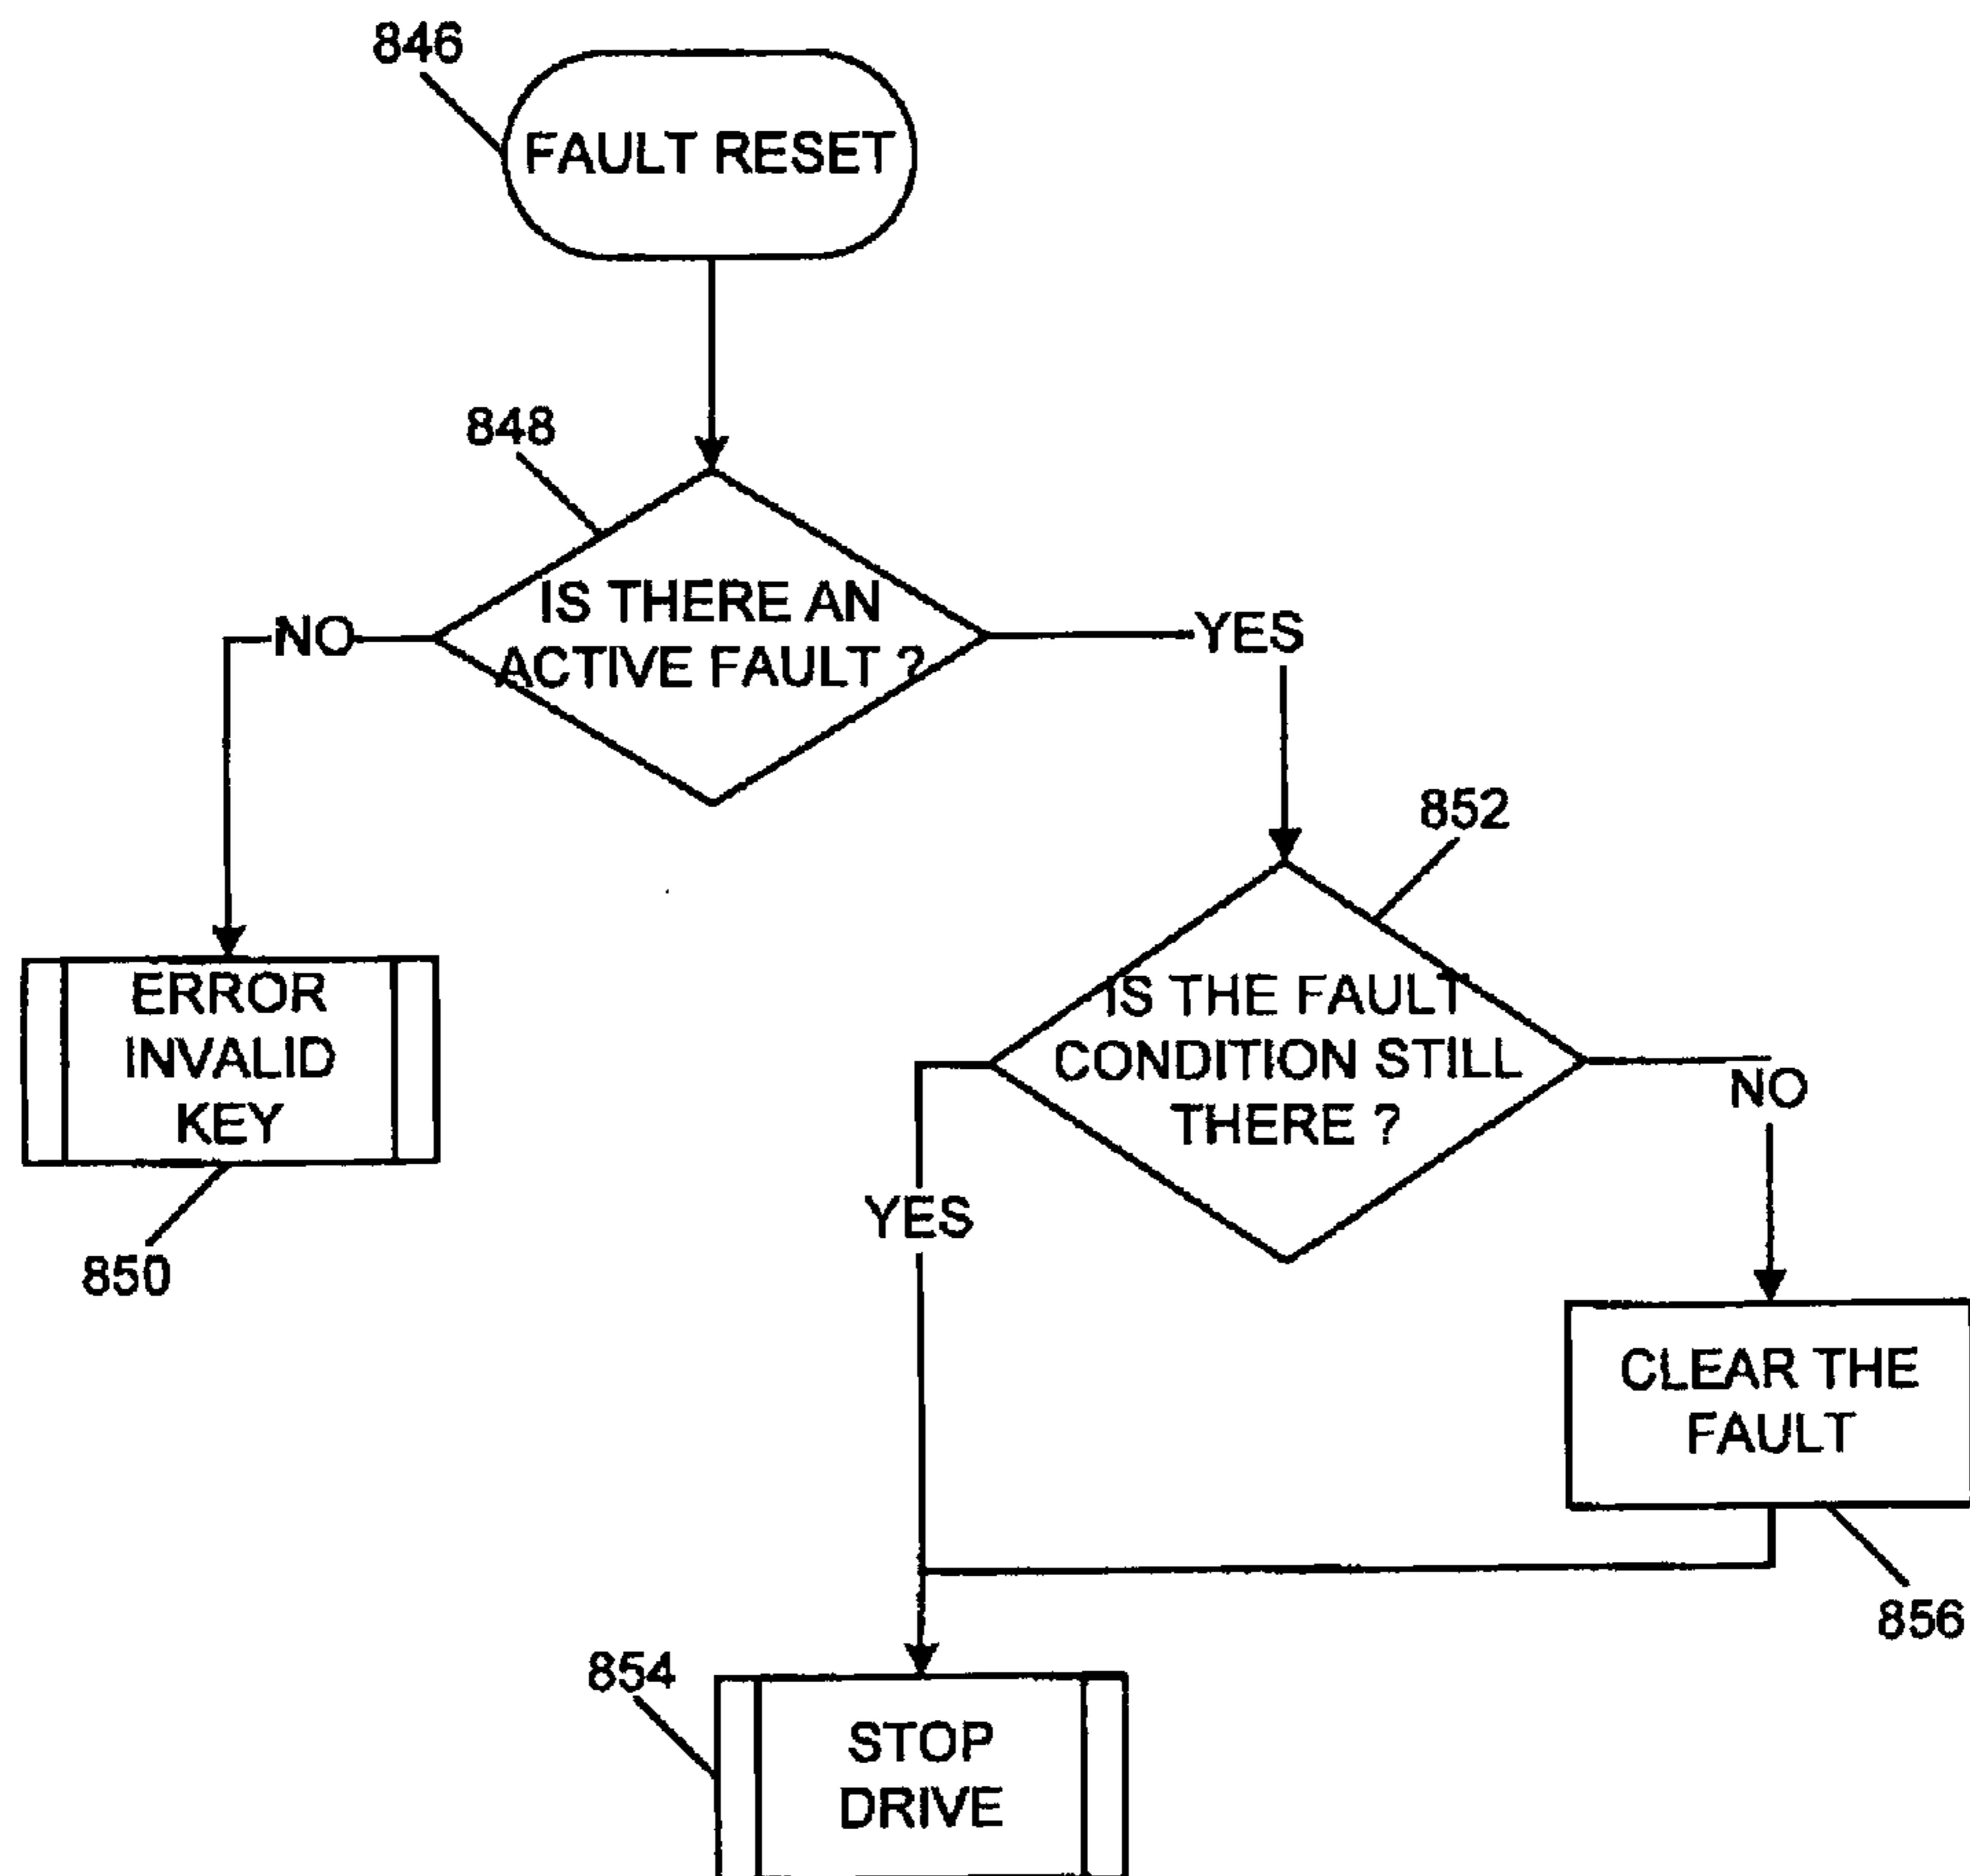 846
FAULT RESET
848
IS THERE AN
ACTIVE FAULT ?
NO
YES
852
ERROR
INVALID
KEY
850
IS THE FAULT
CONDITION STILL
THERE ?
YES
NO
CLEAR THE
FAULT
856
854
STOP
DRIVE